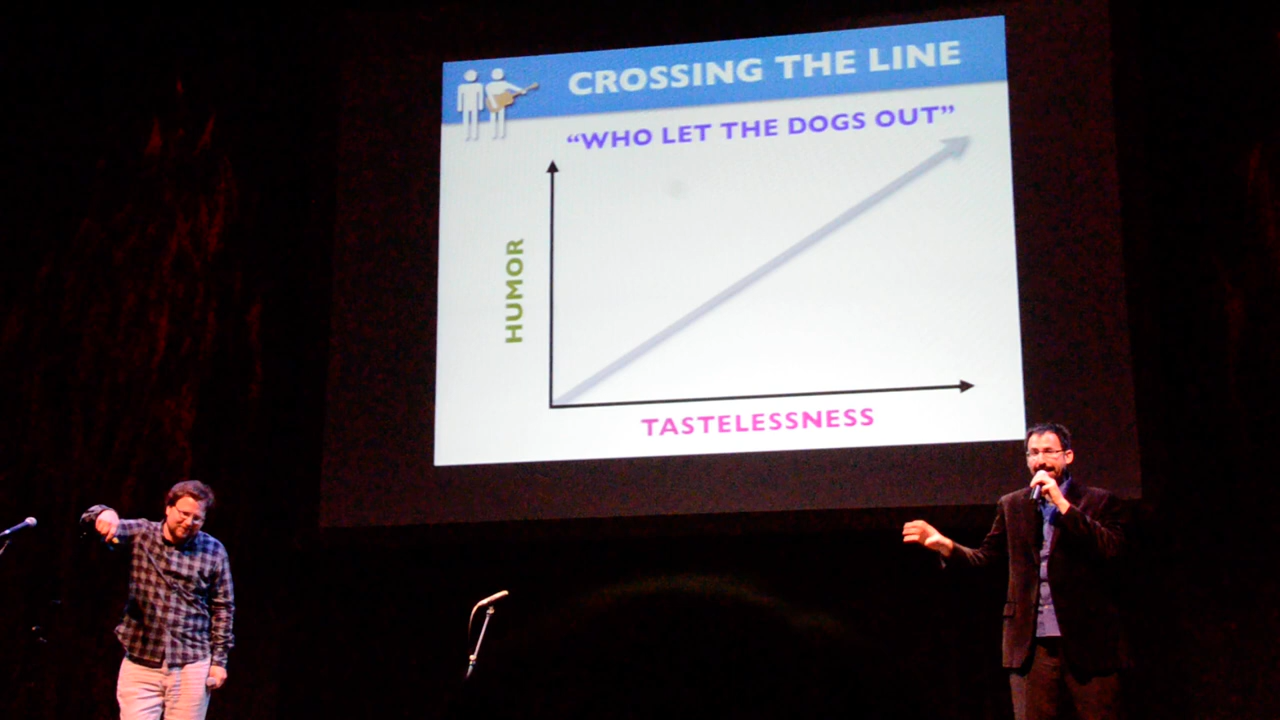 CROSSING THE LINE
“WHO LET THE DOGS OUT”
HUMOR
TASTELESSNESS